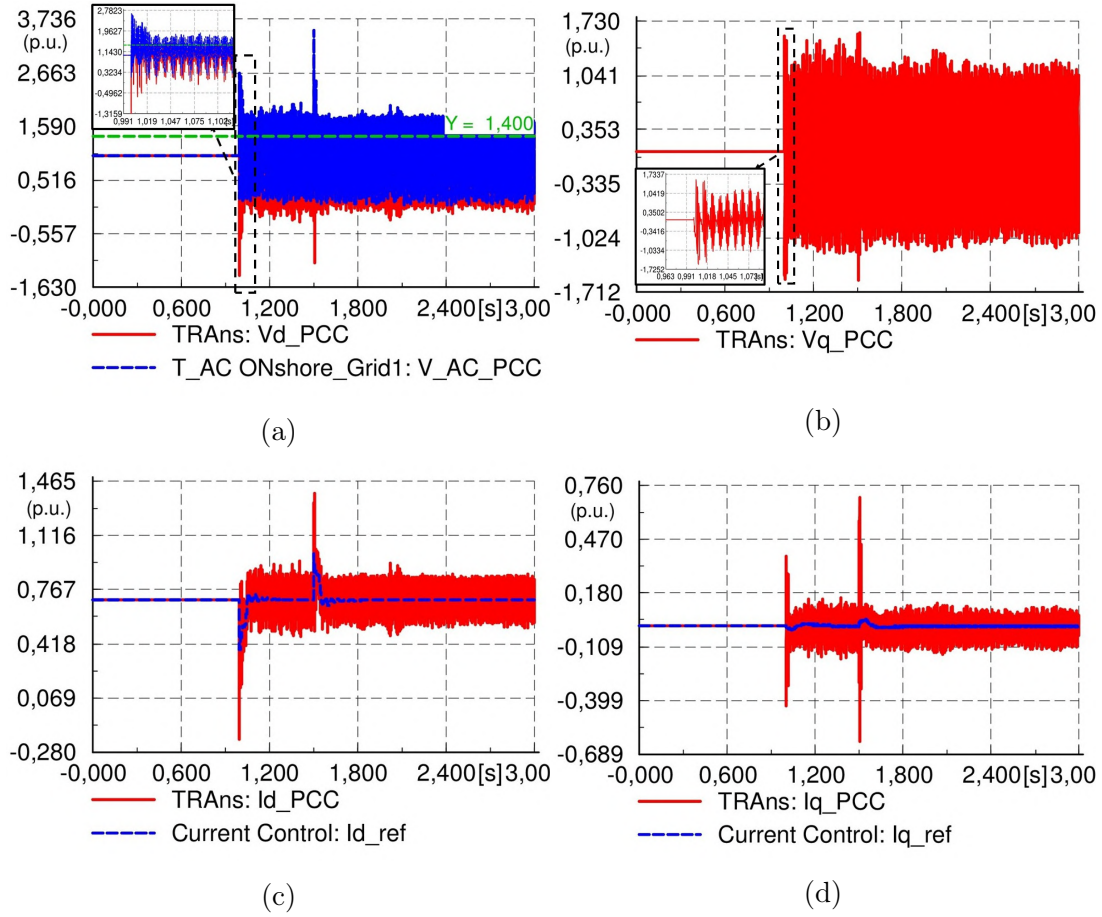 3,736
(p.u.)
2,663
1,590
0,516
-0,557
-1,630
2,7823
1,9627
1,1430
0,3234
-0,4962
-1,3159
0,991 1,019 1,047 1,075 1,102[s]
Y = 1,400
-0,000 0,600 1,200 1,800 2,400[s]3,00
TRAns: Vd_PCC
T_AC ONshore_Grid1: V_AC_PCC
(a)
1,730
(p.u.)
1,041
0,353
-0,335
-1,024
-1,712
1,7337
1,0419
0,3502
-0,3416
-1,0334
-1,7252
0,963 0,991 1,018 1,045 1,073[s]
-0,000 0,600 1,200 1,800 2,400[s]3,00
TRAns: Vq_PCC
(b)
1,465
(p.u.)
1,116
0,767
0,418
0,069
-0,280
-0,000 0,600 1,200 1,800 2,400[s]3,00
TRAns: Id_PCC
Current Control: Id_ref
(c)
0,760
(p.u.)
0,470
0,180
-0,109
-0,399
-0,689
-0,000 0,600 1,200 1,800 2,400[s]3,00
TRAns: Iq_PCC
Current Control: Iq_ref
(d)